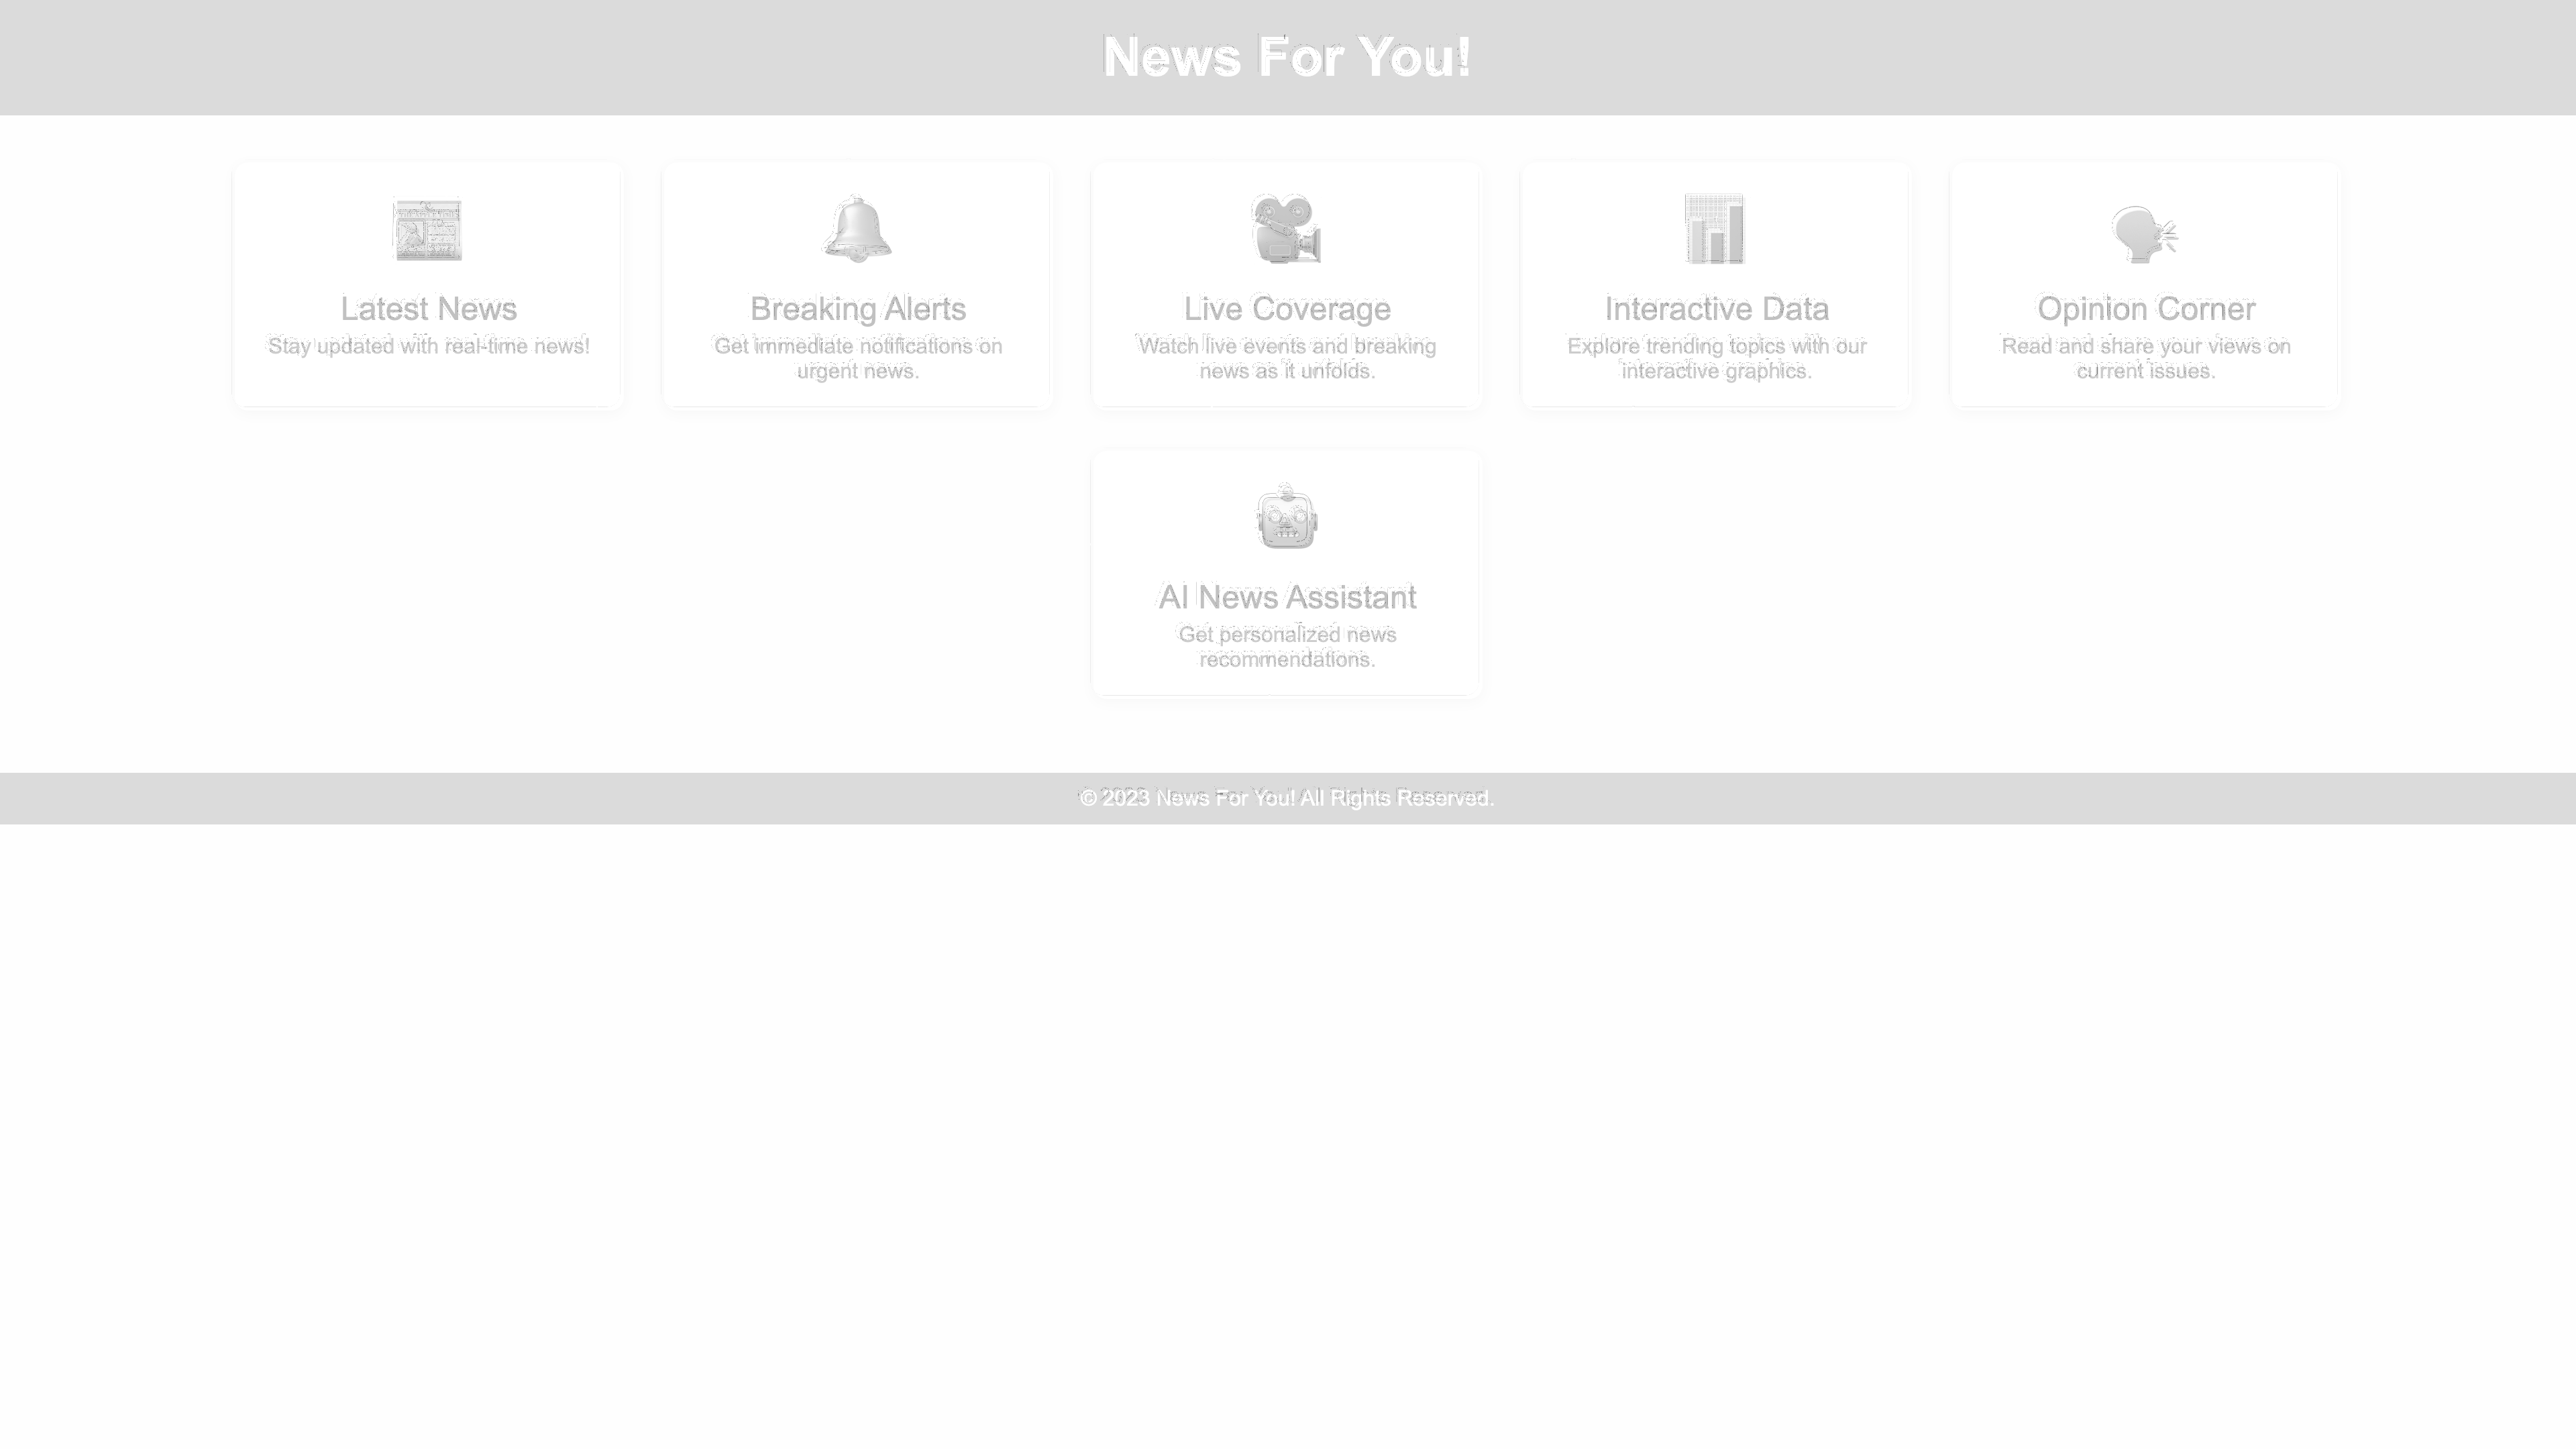 News For You!
Latest News
Stay updated with real-time news!
Breaking Alerts
Get immediate notifications on
urgent news.
Live Coverage
Watch live events and breaking
news as it unfolds.
Interactive Data
Explore trending topics with our
interactive graphics.
Opinion Corner
Read and share your views on
current issues.
AI News Assistant
Get personalized news
recommendations.
© 2023 News For You! All Rights Reserved.